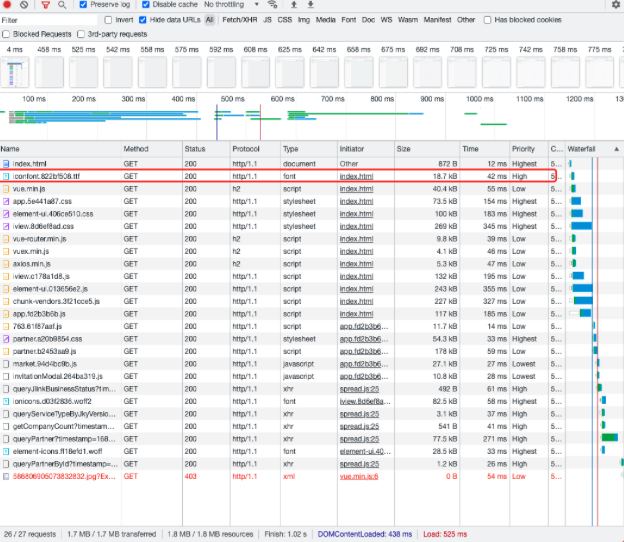 Preserve log Disable cache No throttling
Filter Invert Hide data URLs All Fetch/XHR JS CSS Img Media Font Doc WS Wasm Manifest Other Has blocked cookies
Blocked Requests 3rd-party requests
4 ms 458 ms 492 ms 508 ms 542 ms 558 ms 575 ms 592 ms 608 ms 625 ms 642 ms 658 ms 675 ms 692 ms 708 ms 725 ms 742 ms 758 ms 775 ms
100 ms 200 ms 300 ms 400 ms 500 ms 600 ms 700 ms 800 ms 900 ms 1000 ms 1100 ms 1200 ms
Name Method Status Protocol Type Initiator Size Time Priority C... Waterfall
index.html GET 200 http/1.1 document Other 872 B 12 ms Highest 5...
iconfont.822bf508.ttf GET 200 http/1.1 font index.html 18.7 kB 42 ms High 5...
vue.min.js GET 200 h2 script index.html 40.4 kB 55 ms Low 5...
app.5e441a87.css GET 200 http/1.1 stylesheet index.html 73.5 kB 154 ms Highest 5...
element-ui.406ce510.css GET 200 http/1.1 stylesheet index.html 100 kB 183 ms Highest 5...
iview.8d6ef8ad.css GET 200 http/1.1 stylesheet index.html 269 kB 345 ms Highest 5...
vue-router.min.js GET 200 h2 script index.html 9.8 kB 39 ms Low 5...
vuex.min.js GET 200 h2 script index.html 4.1 kB 46 ms Low 5...
axios.min.js GET 200 h2 script index.html 5.3 kB 47 ms Low 5...
iview.c178a1d8.js GET 200 http/1.1 script index.html 132 kB 195 ms Low 5...
element-ui.013656e2.js GET 200 http/1.1 script index.html 243 kB 355 ms Low 5...
chunk-vendors.3f21cce5.js GET 200 http/1.1 script index.html 227 kB 327 ms Low 5...
app.fd2b3b6b.js GET 200 http/1.1 script index.html 117 kB 185 ms Low 5...
763.61f87aaf.js GET 200 http/1.1 script app.fd2b3b6... 11.7 kB 14 ms Low 5...
partner.a20b9854.css GET 200 http/1.1 stylesheet app.fd2b3b6... 54.3 kB 33 ms Highest 5...
partner.b2453aa9.js GET 200 http/1.1 script app.fd2b3b6... 178 kB 59 ms Low 5...
market.94d4bc9b.js GET 200 http/1.1 javascript app.fd2b3b6... 27.1 kB 27 ms Lowest 5...
invitationModal.264ba319.js GET 200 http/1.1 javascript app.fd2b3b6... 10.8 kB 28 ms Lowest 5...
queryJlinkBusinessStatus?tim... GET 200 http/1.1 xhr spread.js:25 492 B 61 ms High 5...
ionicons.d03f2836.woff2 GET 200 http/1.1 font iview.8d6ef8a... 82.5 kB 58 ms Highest 5...
queryServiceTypeByJkyVersio... GET 200 http/1.1 xhr spread.js:25 3.1 kB 37 ms High 5...
getCompanyCount?timestamp... GET 200 http/1.1 xhr spread.js:25 541 B 41 ms High 5...
queryPartner?timestamp=168... GET 200 http/1.1 xhr spread.js:25 77.5 kB 271 ms High 5...
element-icons.ff18efd1.woff GET 200 http/1.1 font element-ui.40... 28.5 kB 33 ms Highest 5...
queryPartnerById?timestamp=... GET 200 http/1.1 xhr spread.js:25 1.2 kB 26 ms High 5...
586806905073832832.jpg?Ex... GET 403 http/1.1 xml vue.min.js:6 0 B 54 ms Low 5...
26 / 27 requests 1.7 MB / 1.7 MB transferred 1.8 MB / 1.8 MB resources Finish: 1.02 s DOMContentLoaded: 438 ms Load: 525 ms